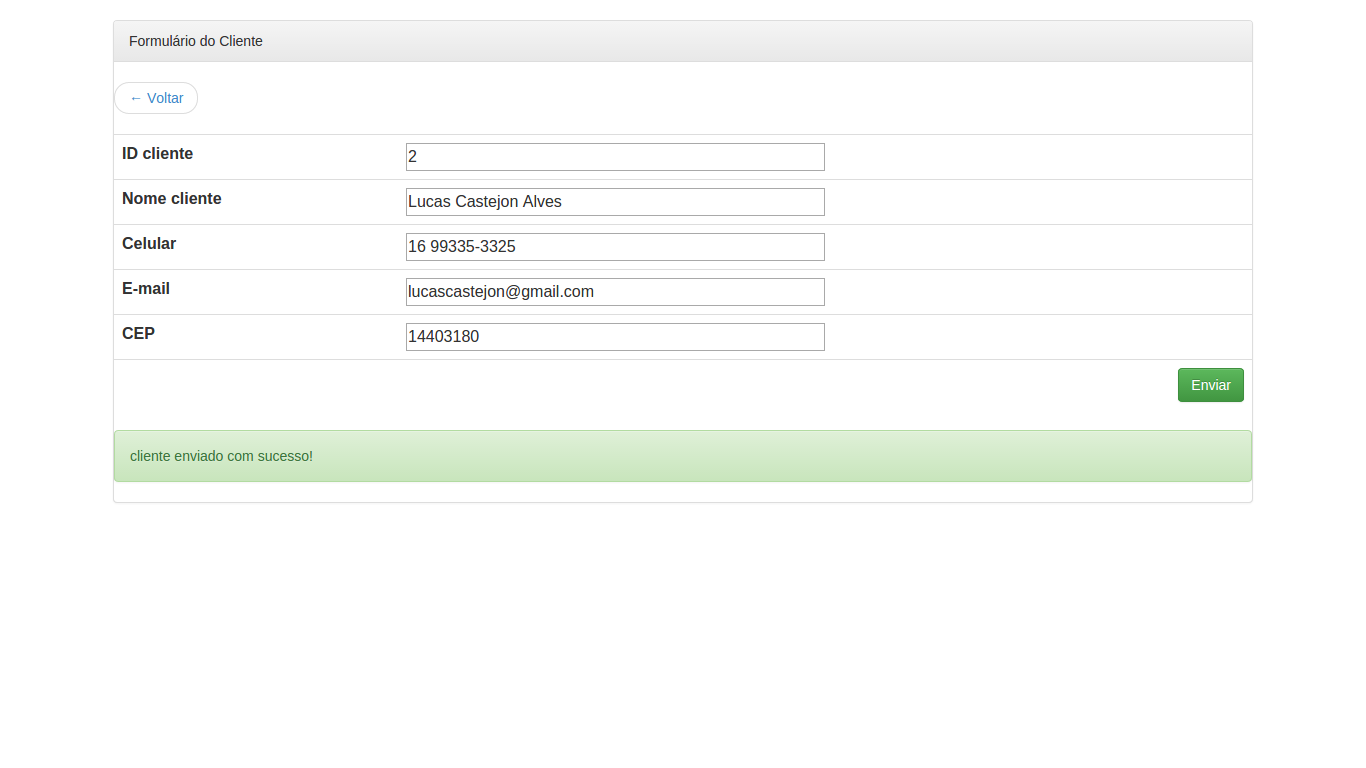 Formulário do Cliente
← Voltar
ID cliente 2
Nome cliente Lucas Castejon Alves
Celular 16 99335-3325
E-mail lucascastejon@gmail.com
CEP 14403180
Enviar
cliente enviado com sucesso!